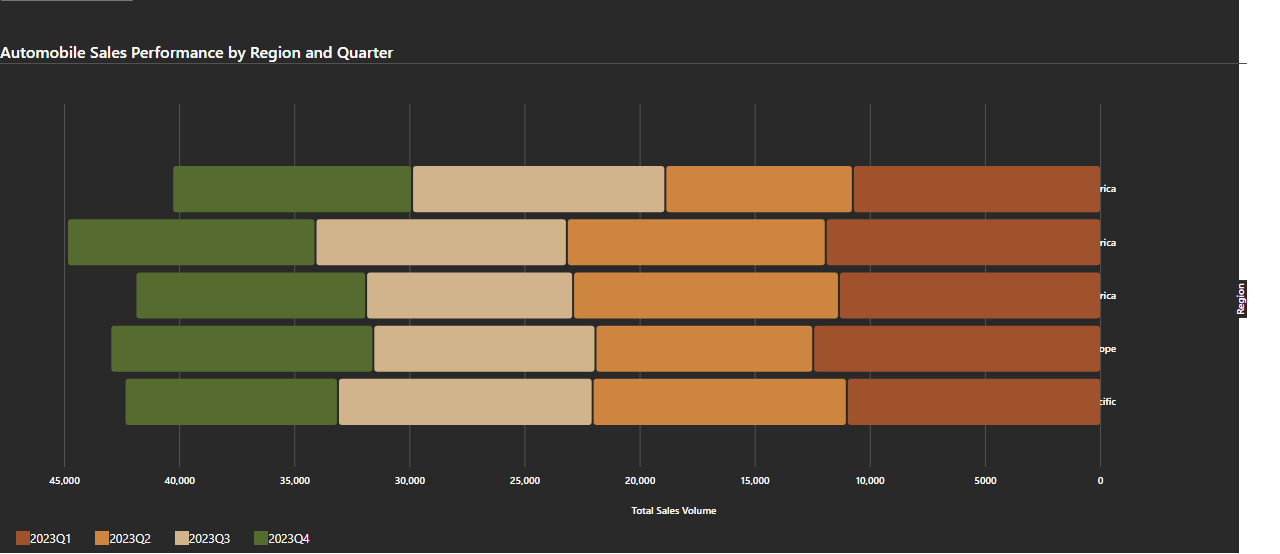 Automobile Sales Performance by Region and Quarter
rica
rica
rica
Region
ope
cific
45,000 40,000 35,000 30,000 25,000 20,000 15,000 10,000 5000 0
Total Sales Volume
2023Q1 2023Q2 2023Q3 2023Q4